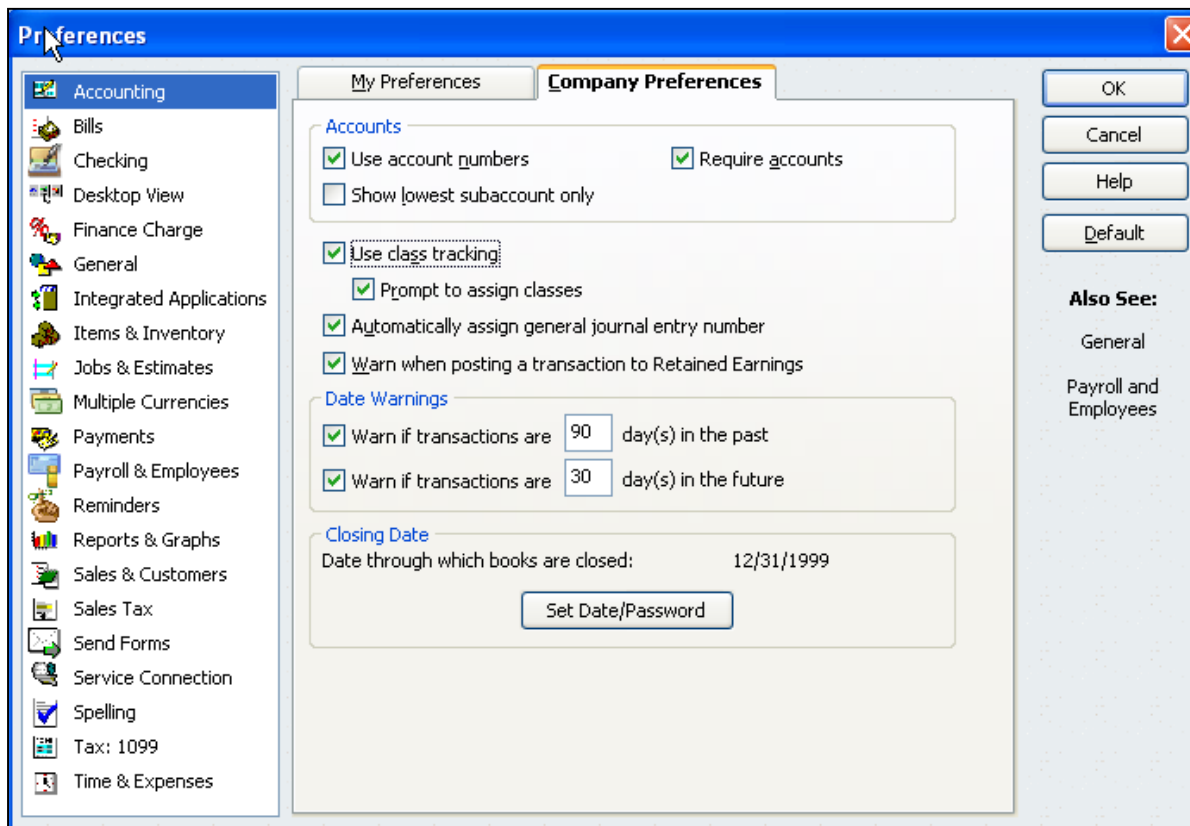 Preferences
Accounting
Bills
Checking
Desktop View
Finance Charge
General
Integrated Applications
Items & Inventory
Jobs & Estimates
Multiple Currencies
Payments
Payroll & Employees
Reminders
Reports & Graphs
Sales & Customers
Sales Tax
Send Forms
Service Connection
Spelling
Tax: 1099
Time & Expenses
My Preferences
Company Preferences
Accounts
Use account numbers
Require accounts
Show lowest subaccount only
Use class tracking
Prompt to assign classes
Automatically assign general journal entry number
Warn when posting a transaction to Retained Earnings
Date Warnings
Warn if transactions are 90 day(s) in the past
Warn if transactions are 30 day(s) in the future
Closing Date
Date through which books are closed: 12/31/1999
Set Date/Password
OK
Cancel
Help
Default
Also See:
General
Payroll and
Employees